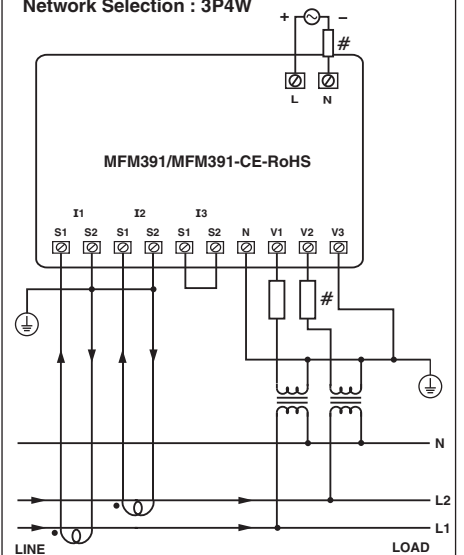 Network Selection : 3P4W
+ –
#
L N
MFM391/MFM391-CE-RoHS
I1 I2 I3
S1 S2 S1 S2 S1 S2 N V1 V2 V3
#
N
L2
L1
LINE LOAD